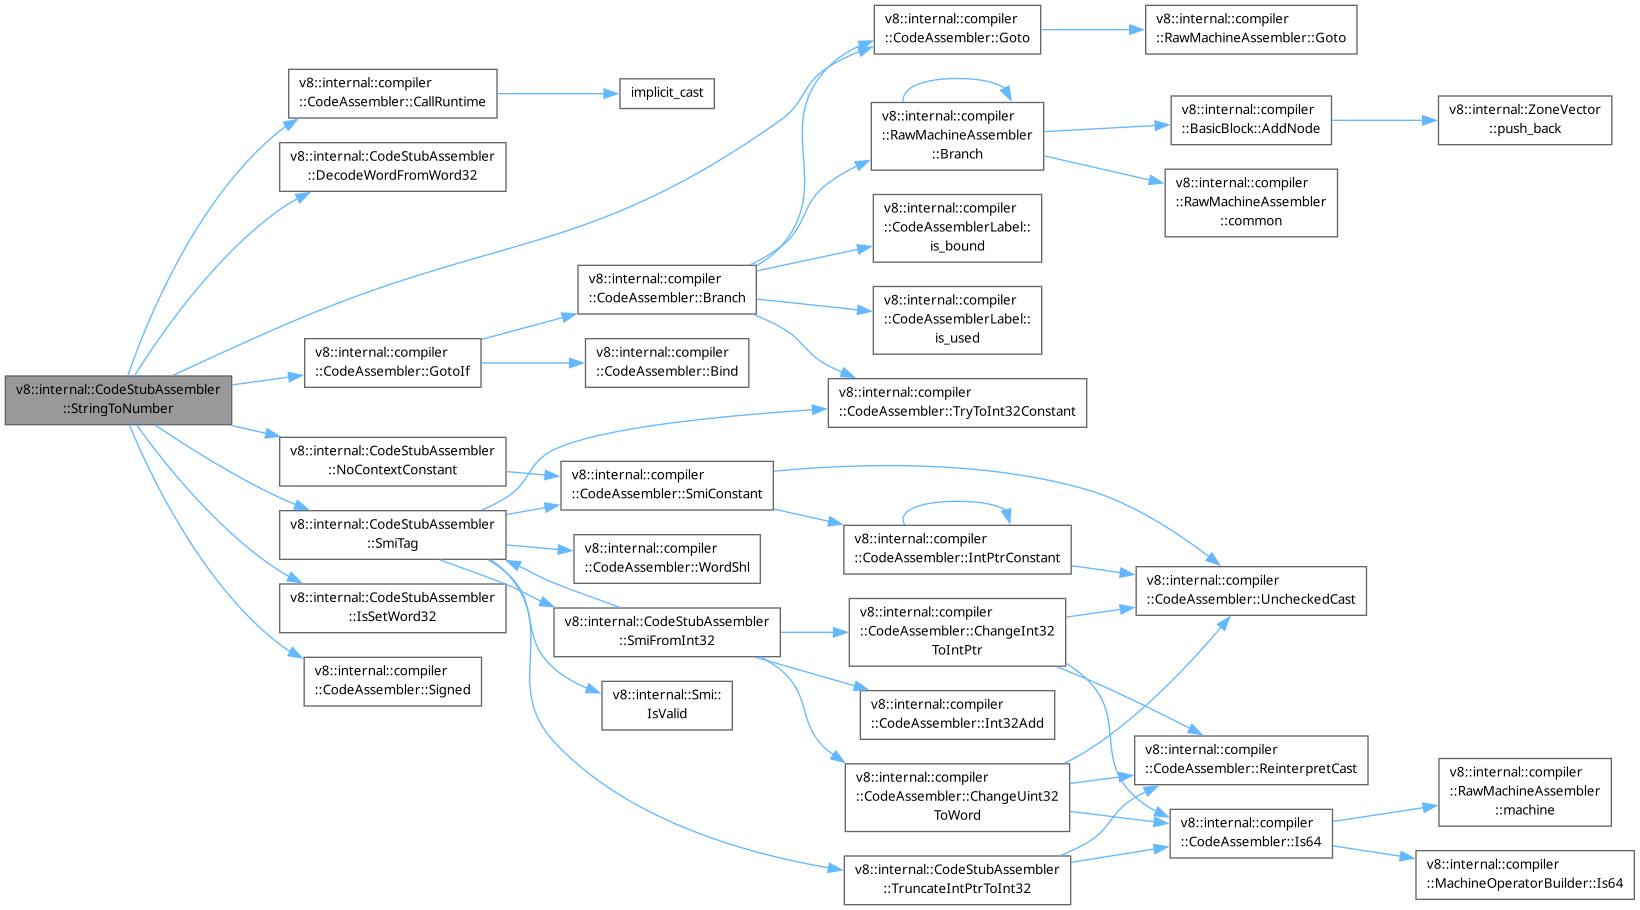 v8::internal::CodeStubAssembler
::StringToNumber
v8::internal::compiler
::CodeAssembler::CallRuntime
implicit_cast
v8::internal::CodeStubAssembler
::DecodeWordFromWord32
v8::internal::compiler
::CodeAssembler::Goto
v8::internal::compiler
::RawMachineAssembler::Goto
v8::internal::compiler
::CodeAssembler::GotoIf
v8::internal::compiler
::CodeAssembler::Branch
v8::internal::compiler
::RawMachineAssembler
::Branch
v8::internal::compiler
::BasicBlock::AddNode
v8::internal::ZoneVector
::push_back
v8::internal::compiler
::RawMachineAssembler
::common
v8::internal::compiler
::CodeAssemblerLabel::
is_bound
v8::internal::compiler
::CodeAssemblerLabel::
is_used
v8::internal::compiler
::CodeAssembler::TryToInt32Constant
v8::internal::compiler
::CodeAssembler::Bind
v8::internal::CodeStubAssembler
::NoContextConstant
v8::internal::compiler
::CodeAssembler::SmiConstant
v8::internal::compiler
::CodeAssembler::IntPtrConstant
v8::internal::compiler
::CodeAssembler::UncheckedCast
v8::internal::CodeStubAssembler
::SmiTag
v8::internal::compiler
::CodeAssembler::WordShl
v8::internal::CodeStubAssembler
::SmiFromInt32
v8::internal::compiler
::CodeAssembler::ChangeInt32
ToIntPtr
v8::internal::compiler
::CodeAssembler::Int32Add
v8::internal::compiler
::CodeAssembler::ChangeUint32
ToWord
v8::internal::compiler
::CodeAssembler::ReinterpretCast
v8::internal::compiler
::CodeAssembler::Is64
v8::internal::compiler
::RawMachineAssembler
::machine
v8::internal::compiler
::MachineOperatorBuilder::Is64
v8::internal::Smi::
IsValid
v8::internal::CodeStubAssembler
::TruncateIntPtrToInt32
v8::internal::CodeStubAssembler
::IsSetWord32
v8::internal::compiler
::CodeAssembler::Signed